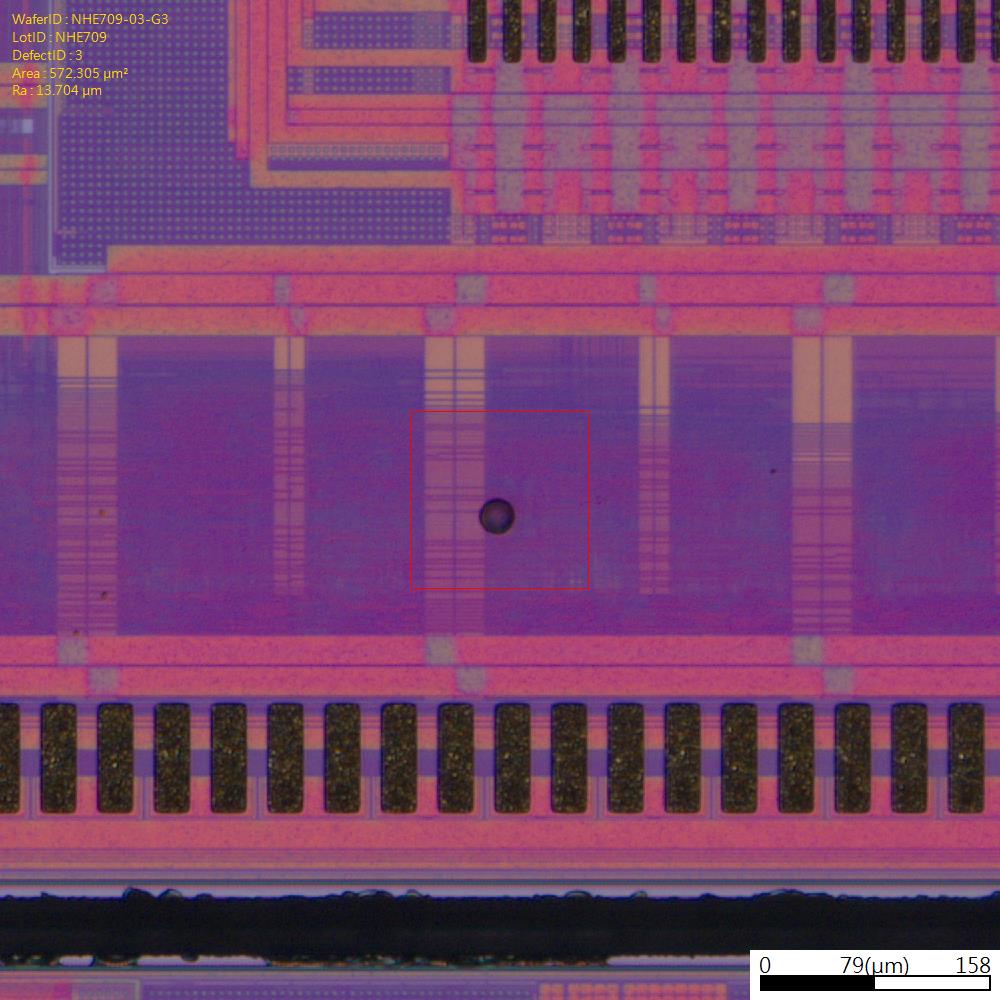 WaferID : NHE709-03-G3
LotID : NHE709
DefectID : 3
Area : 572.305 μm²
Ra : 13.704 μm
0 79(μm) 158